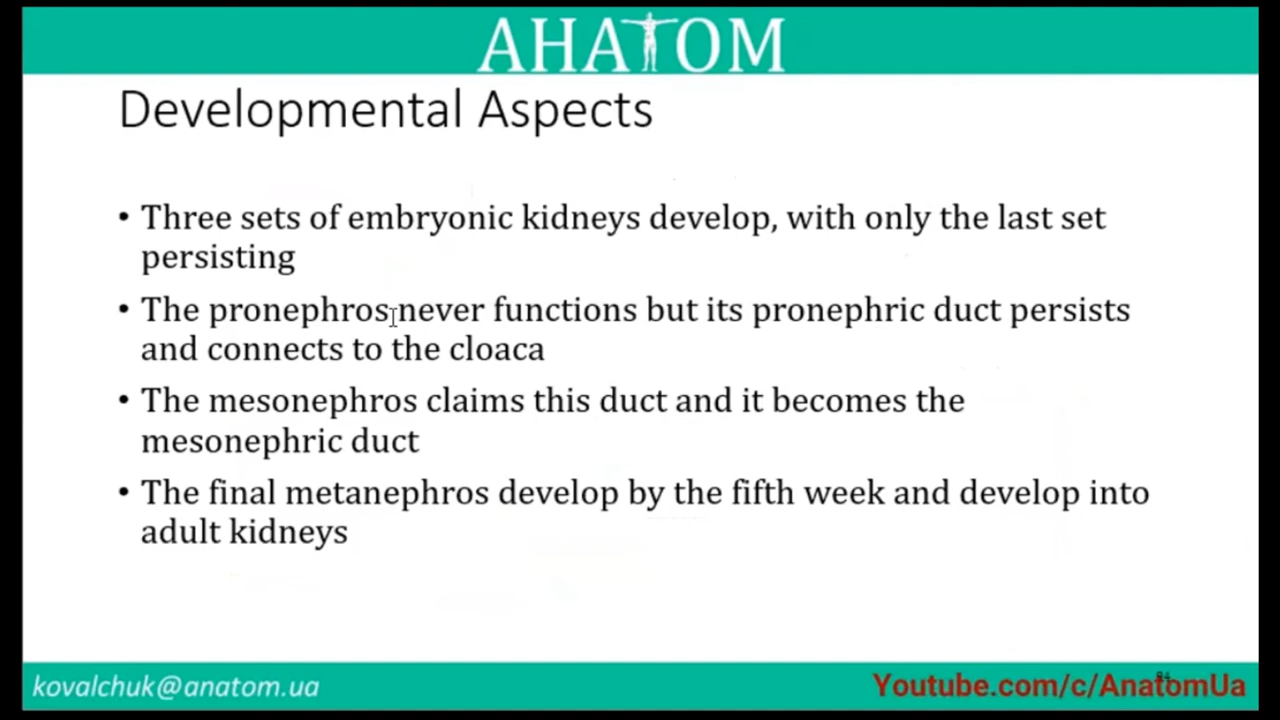 AHATOM
Developmental Aspects
• Three sets of embryonic kidneys develop, with only the last set
persisting
• The pronephros never functions but its pronephric duct persists
and connects to the cloaca
• The mesonephros claims this duct and it becomes the
mesonephric duct
• The final metanephros develop by the fifth week and develop into
adult kidneys
kovalchuk@anatom.ua
Youtube.com/c/AnatomUa